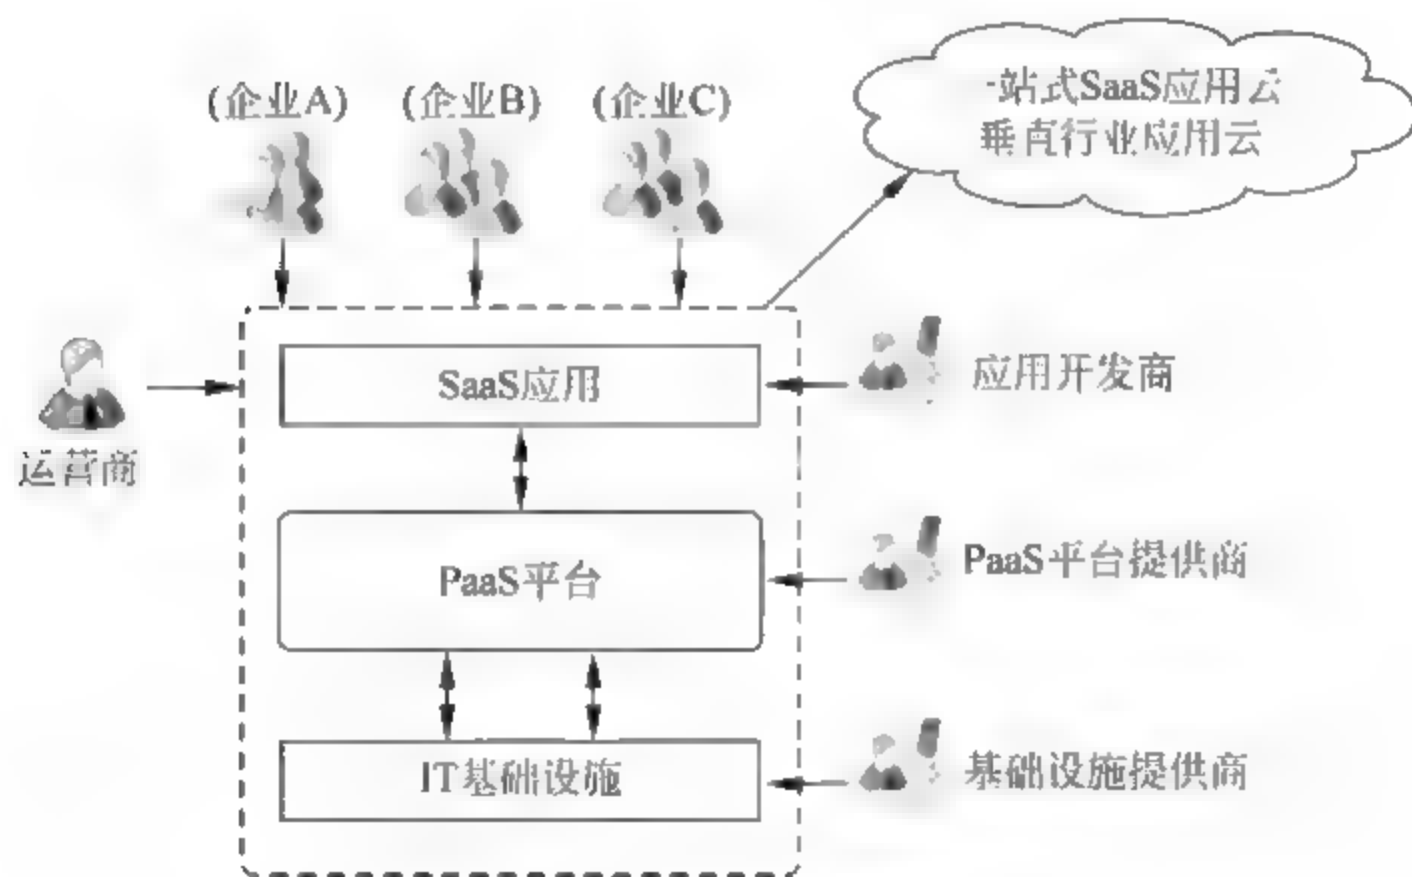 (企业A) (企业B) (企业C)
一站式SaaS应用云
垂直行业应用云
SaaS应用
应用开发商
运营商
PaaS平台
PaaS平台提供商
IT基础设施
基础设施提供商